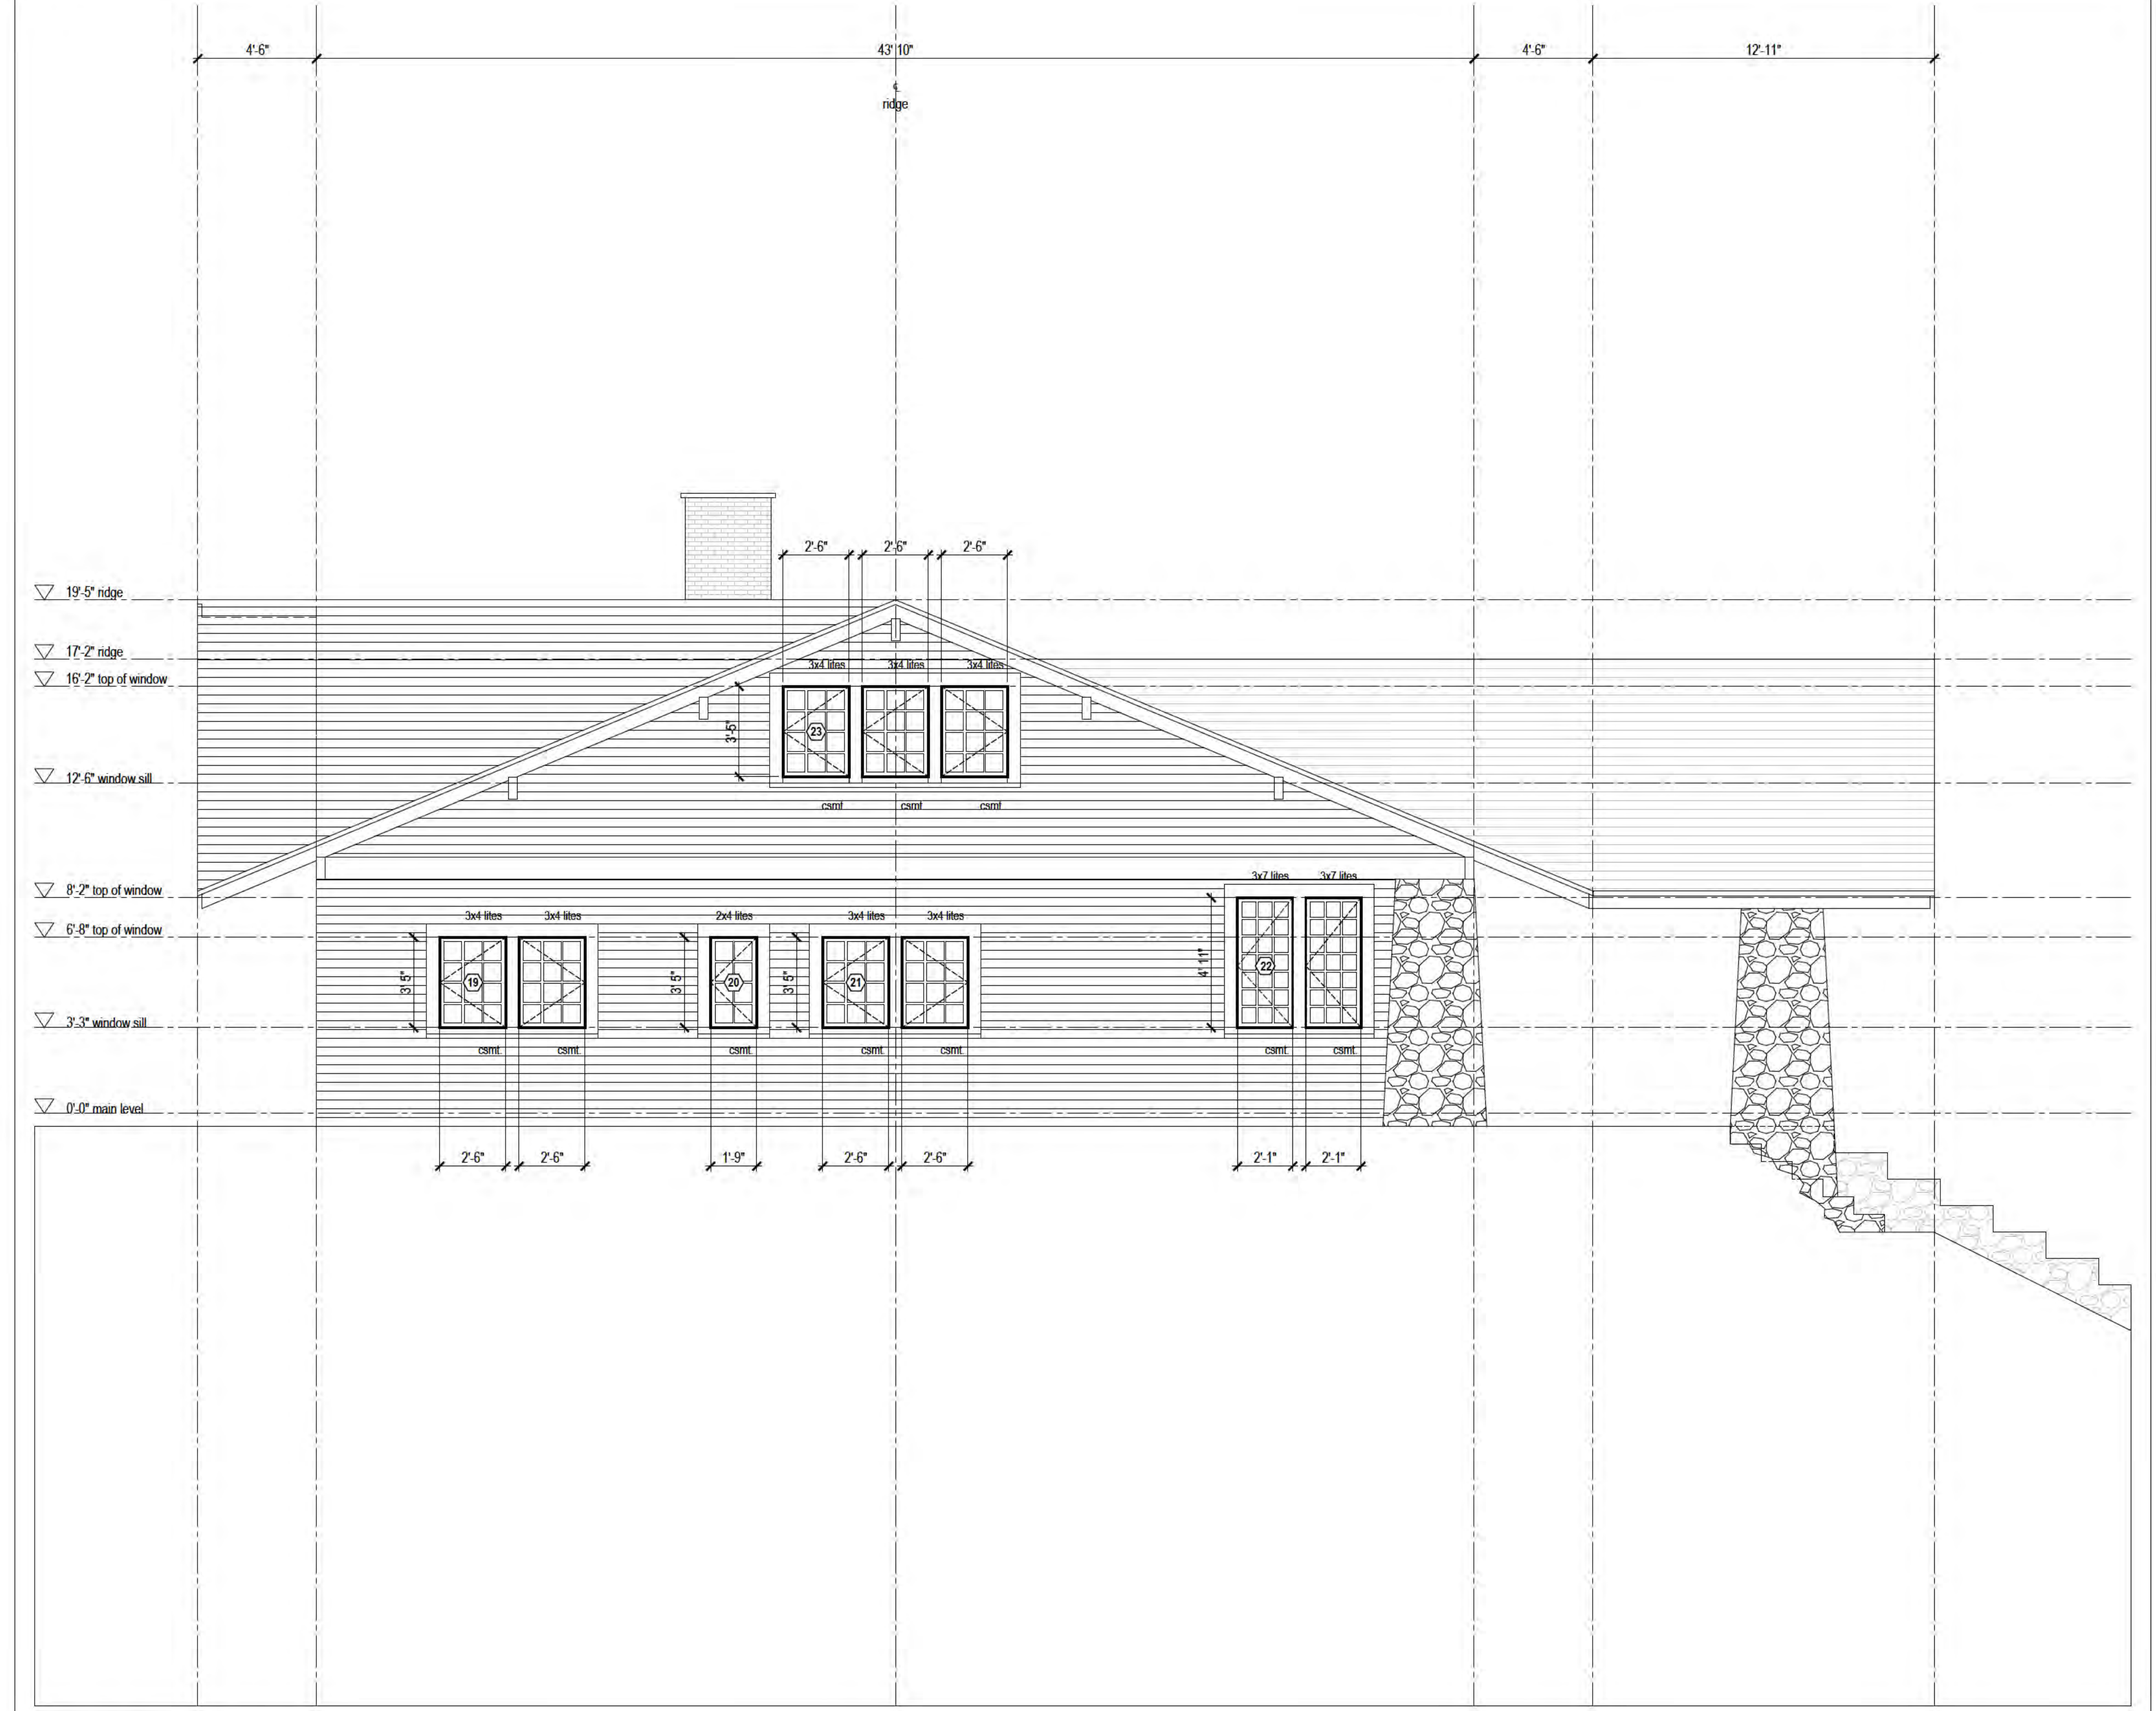 4'-6" 43'10" 4'-6" 12'-11"
℄
ridge
2'-6" 2'-6" 2'-6"
19'-5" ridge
17'-2" ridge
3x4 lites 3x4 lites 3x4 lites
16'-2" top of window
3'-5"
23
12'-6" window sill
csmt csmt csmt
3x7 lites 3x7 lites
8'-2" top of window
3x4 lites 3x4 lites 2x4 lites 3x4 lites 3x4 lites
6'-8" top of window
3'-5" 19 3'-5" 20 3'-5" 21 4'-11" 22
3'-3" window sill
csmt. csmt. csmt. csmt. csmt. csmt. csmt.
0'-0" main level
2'-6" 2'-6" 1'-9" 2'-6" 2'-6" 2'-1" 2'-1"